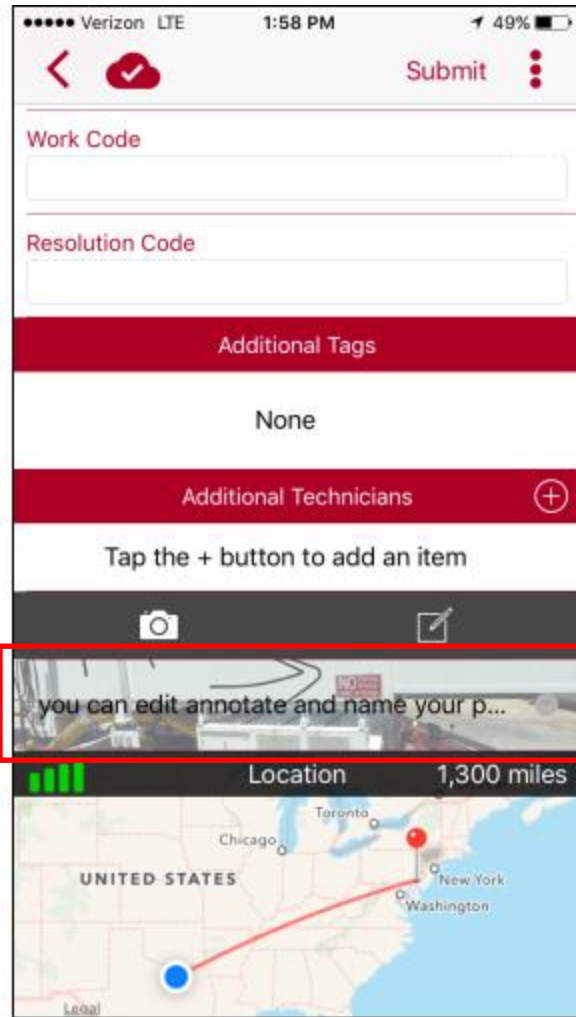 Verizon LTE 1:58 PM 49%
Submit
Work Code
Resolution Code
Additional Tags
None
Additional Technicians
Tap the + button to add an item
NO
you can edit annotate and name your p...
Location 1,300 miles
Toronto
Chicago
UNITED STATES
New York
Washington
Legal